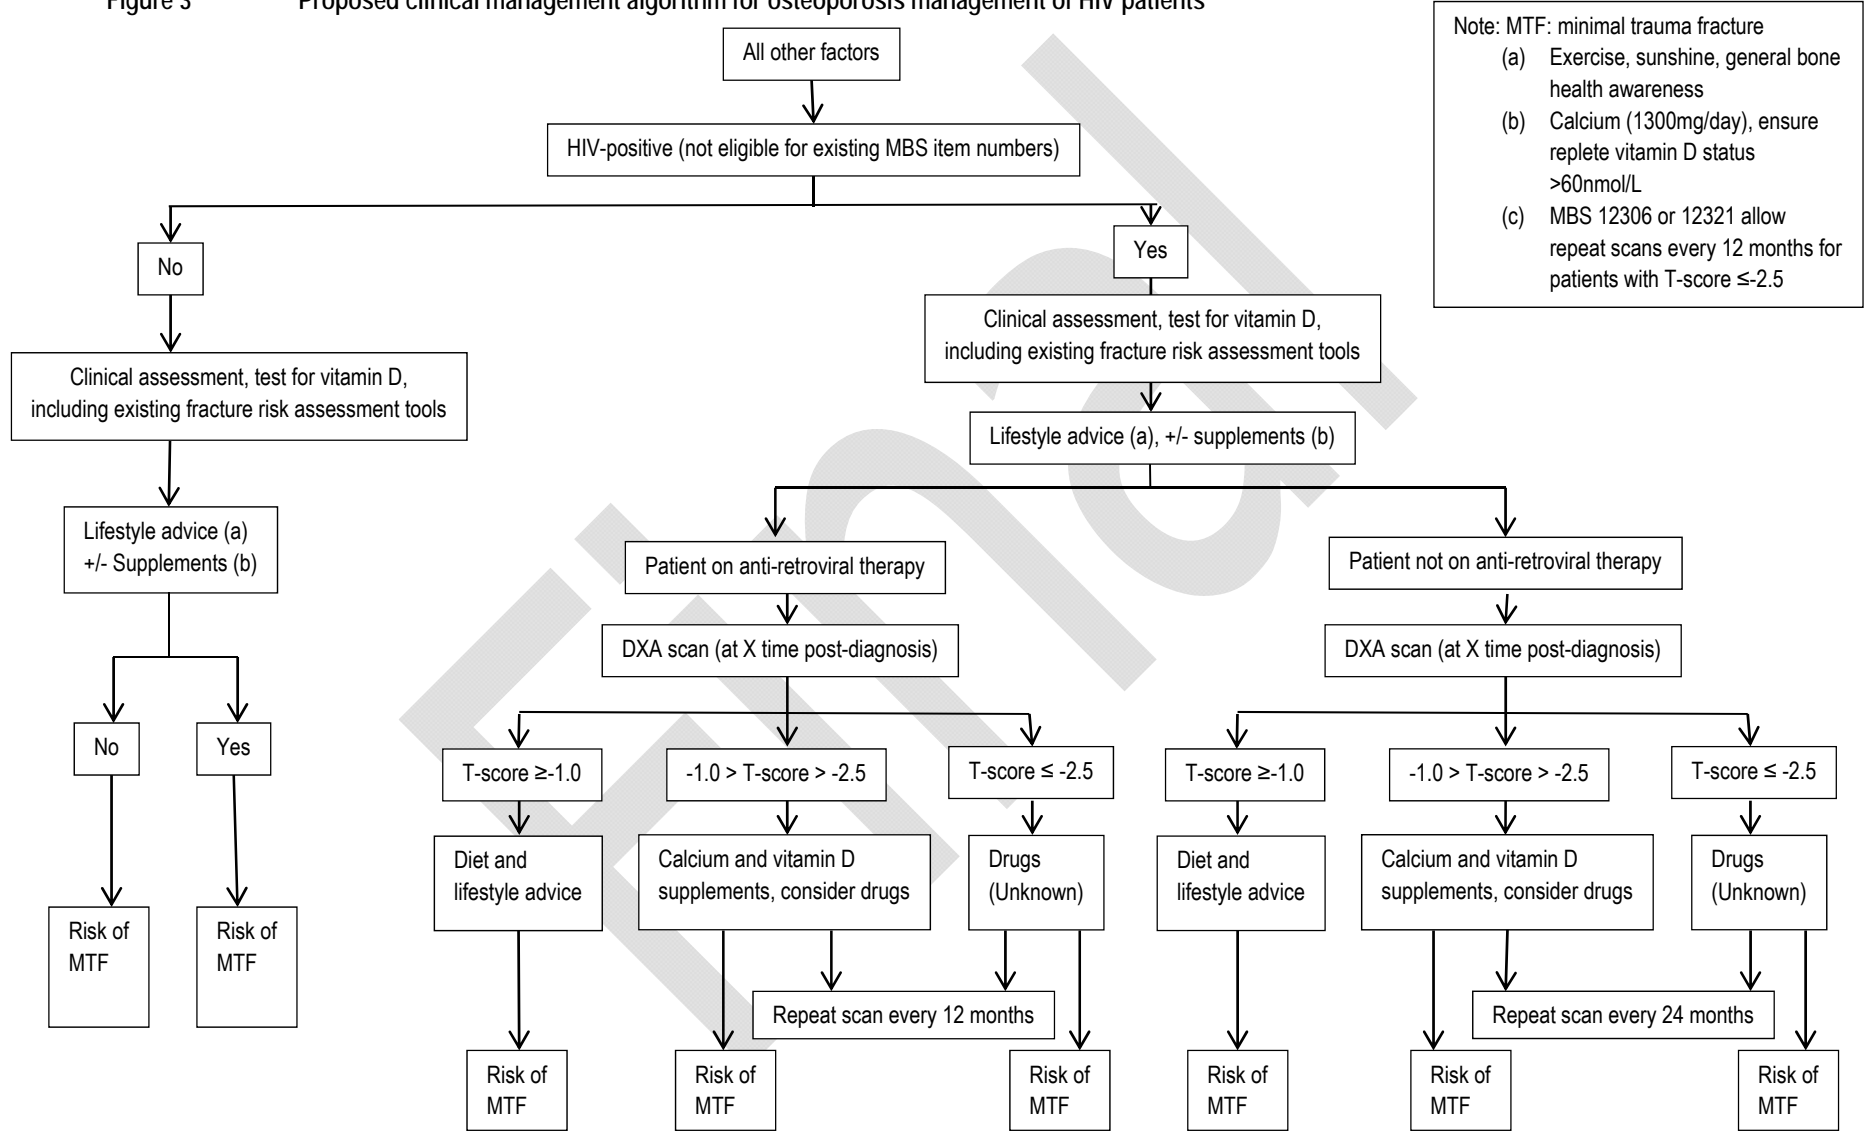 Figure 3 Proposed clinical management algorithm for osteoporosis management of HIV patients
Note: MTF: minimal trauma fracture
(a) Exercise, sunshine, general bone
health awareness
(b) Calcium (1300mg/day), ensure
replete vitamin D status
>60nmol/L
(c) MBS 12306 or 12321 allow
repeat scans every 12 months for
patients with T-score ≤-2.5
All other factors
HIV-positive (not eligible for existing MBS item numbers)
No
Yes
Clinical assessment, test for vitamin D,
including existing fracture risk assessment tools
Clinical assessment, test for vitamin D,
including existing fracture risk assessment tools
Lifestyle advice (a), +/- supplements (b)
Lifestyle advice (a)
+/- Supplements (b)
Patient on anti-retroviral therapy
Patient not on anti-retroviral therapy
DXA scan (at X time post-diagnosis)
DXA scan (at X time post-diagnosis)
No
Yes
T-score ≥-1.0
-1.0 > T-score > -2.5
T-score ≤ -2.5
T-score ≥-1.0
-1.0 > T-score > -2.5
T-score ≤ -2.5
Diet and
lifestyle advice
Calcium and vitamin D
supplements, consider drugs
Drugs
(Unknown)
Diet and
lifestyle advice
Calcium and vitamin D
supplements, consider drugs
Drugs
(Unknown)
Risk of
MTF
Risk of
MTF
Repeat scan every 12 months
Repeat scan every 24 months
Risk of
MTF
Risk of
MTF
Risk of
MTF
Risk of
MTF
Risk of
MTF
Risk of
MTF
Final